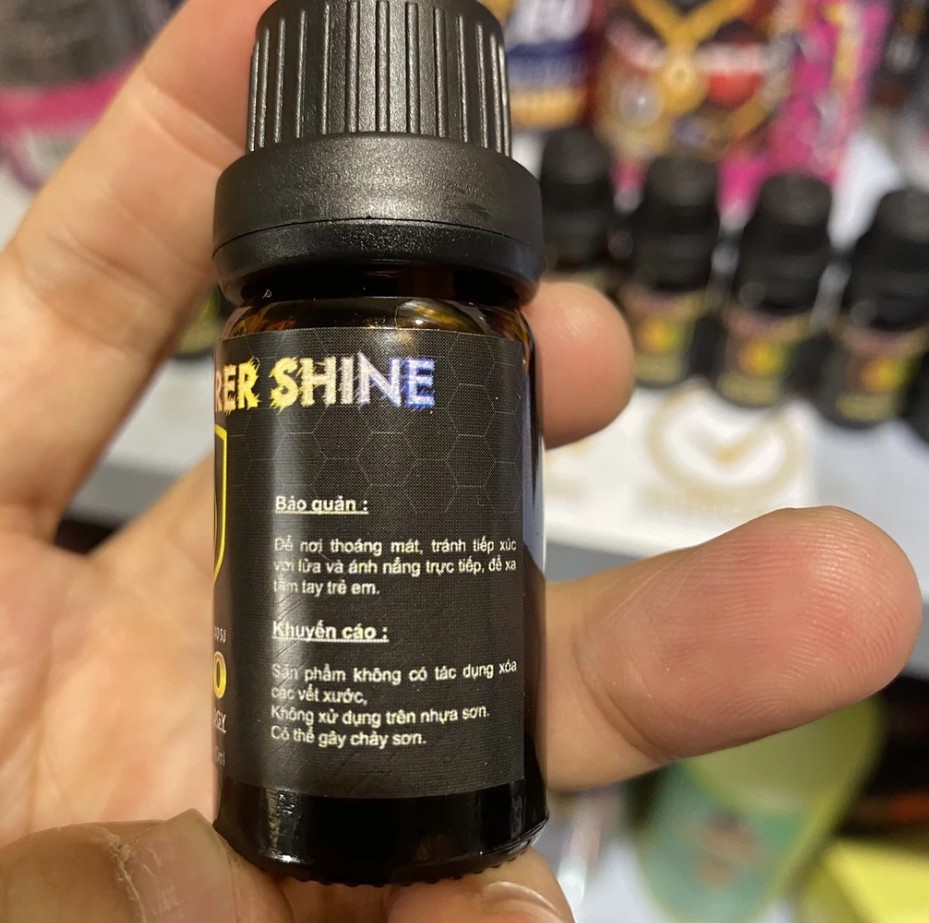 RER SHINE
Bảo quản :
Để nơi thoáng mát, tránh tiếp xúc
với lửa và ánh nắng trực tiếp, để xa
tầm tay trẻ em.
Khuyến cáo :
Sản phẩm không có tác dụng xóa
các vết xước,
Không xử dụng trên nhựa sơn.
Có thể gây chảy sơn.